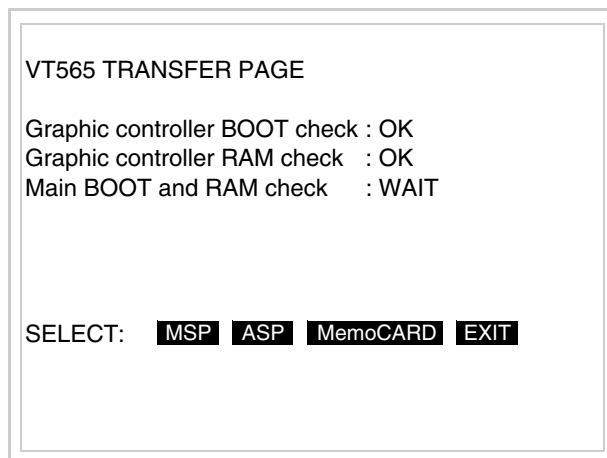 VT565 TRANSFER PAGE
Graphic controller BOOT check : OK
Graphic controller RAM check : OK
Main BOOT and RAM check : WAIT
SELECT: MSP ASP MemoCARD EXIT